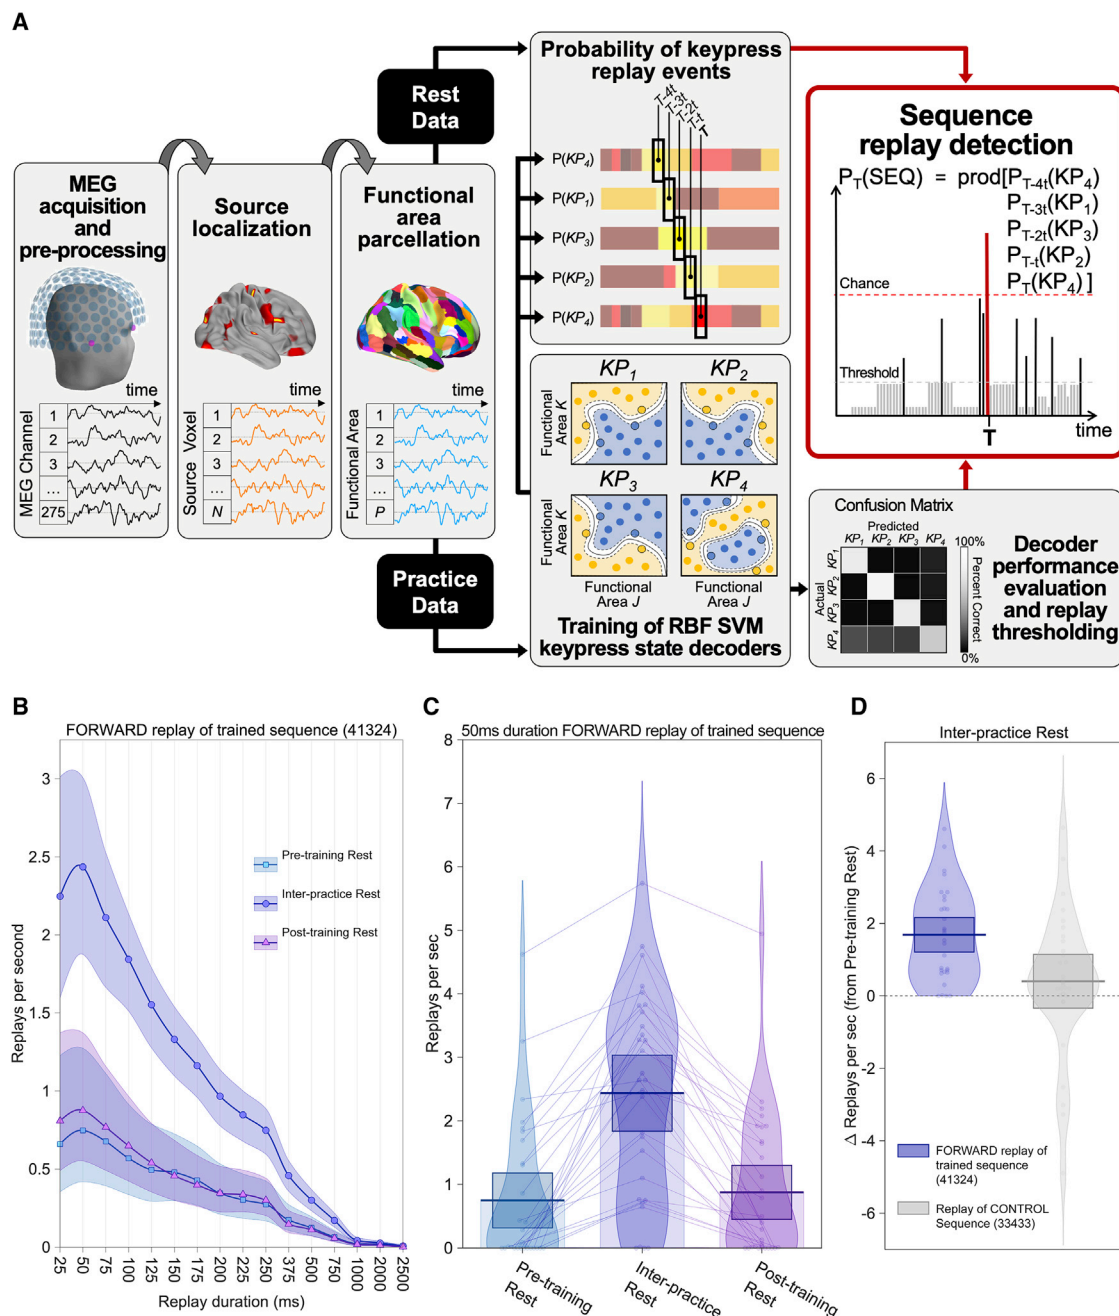 A
MEG
acquisition
and
pre-processing
time
MEG Channel
1
2
3
...
275
Source
localization
time
Source Voxel
1
2
3
...
N
Functional
area
parcellation
time
Functional Area
1
2
3
...
P
Rest
Data
Practice
Data
Probability of keypress
replay events
T-4t
T-3t
T-2t
T-t
T
P(KP4)
P(KP1)
P(KP3)
P(KP2)
P(KP4)
KP1
KP2
Functional
Area K
KP3
KP4
Functional
Area K
Functional
Area J
Functional
Area J
Training of RBF SVM
keypress state decoders
Sequence
replay detection
PT(SEQ) = prod[PT-4t(KP4)
PT-3t(KP1)
PT-2t(KP3)
PT-t(KP2)
PT(KP4) ]
Chance
Threshold
T
time
Confusion Matrix
Predicted
KP1 KP2 KP3 KP4
Actual
KP1
KP2
KP3
KP4
100%
Percent Correct
0%
Decoder
performance
evaluation
and replay
thresholding
B
FORWARD replay of trained sequence (41324)
Replays per second
3
2.5
2
1.5
1
0.5
0
Pre-training Rest
Inter-practice Rest
Post-training Rest
25 50 75 100 125 150 175 200 225 250 375 500 750 1000 2000 2500
Replay duration (ms)
C
50ms duration FORWARD replay of trained sequence
Replays per sec
8
7
6
5
4
3
2
1
0
Pre-training
Rest
Inter-practice
Rest
Post-training
Rest
D
Inter-practice Rest
Δ Replays per sec (from Pre-training Rest)
6
4
2
0
-2
-4
-6
FORWARD replay of
trained sequence
(41324)
Replay of CONTROL
Sequence (33433)